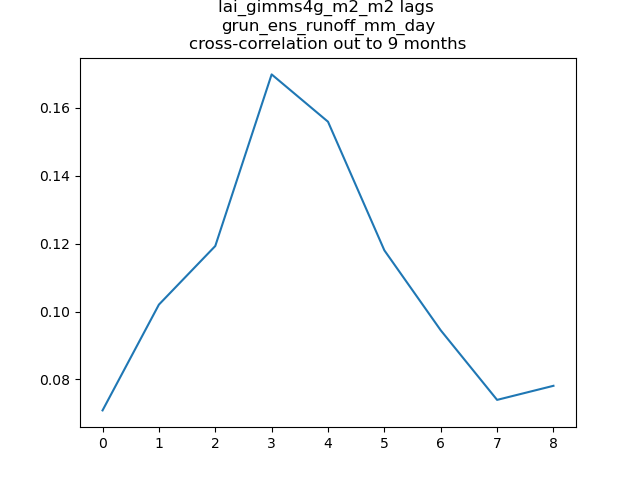 lai_gimms4g_m2_m2 lags
grun_ens_runoff_mm_day
cross-correlation out to 9 months
0.16
0.14
0.12
0.10
0.08
0 1 2 3 4 5 6 7 8